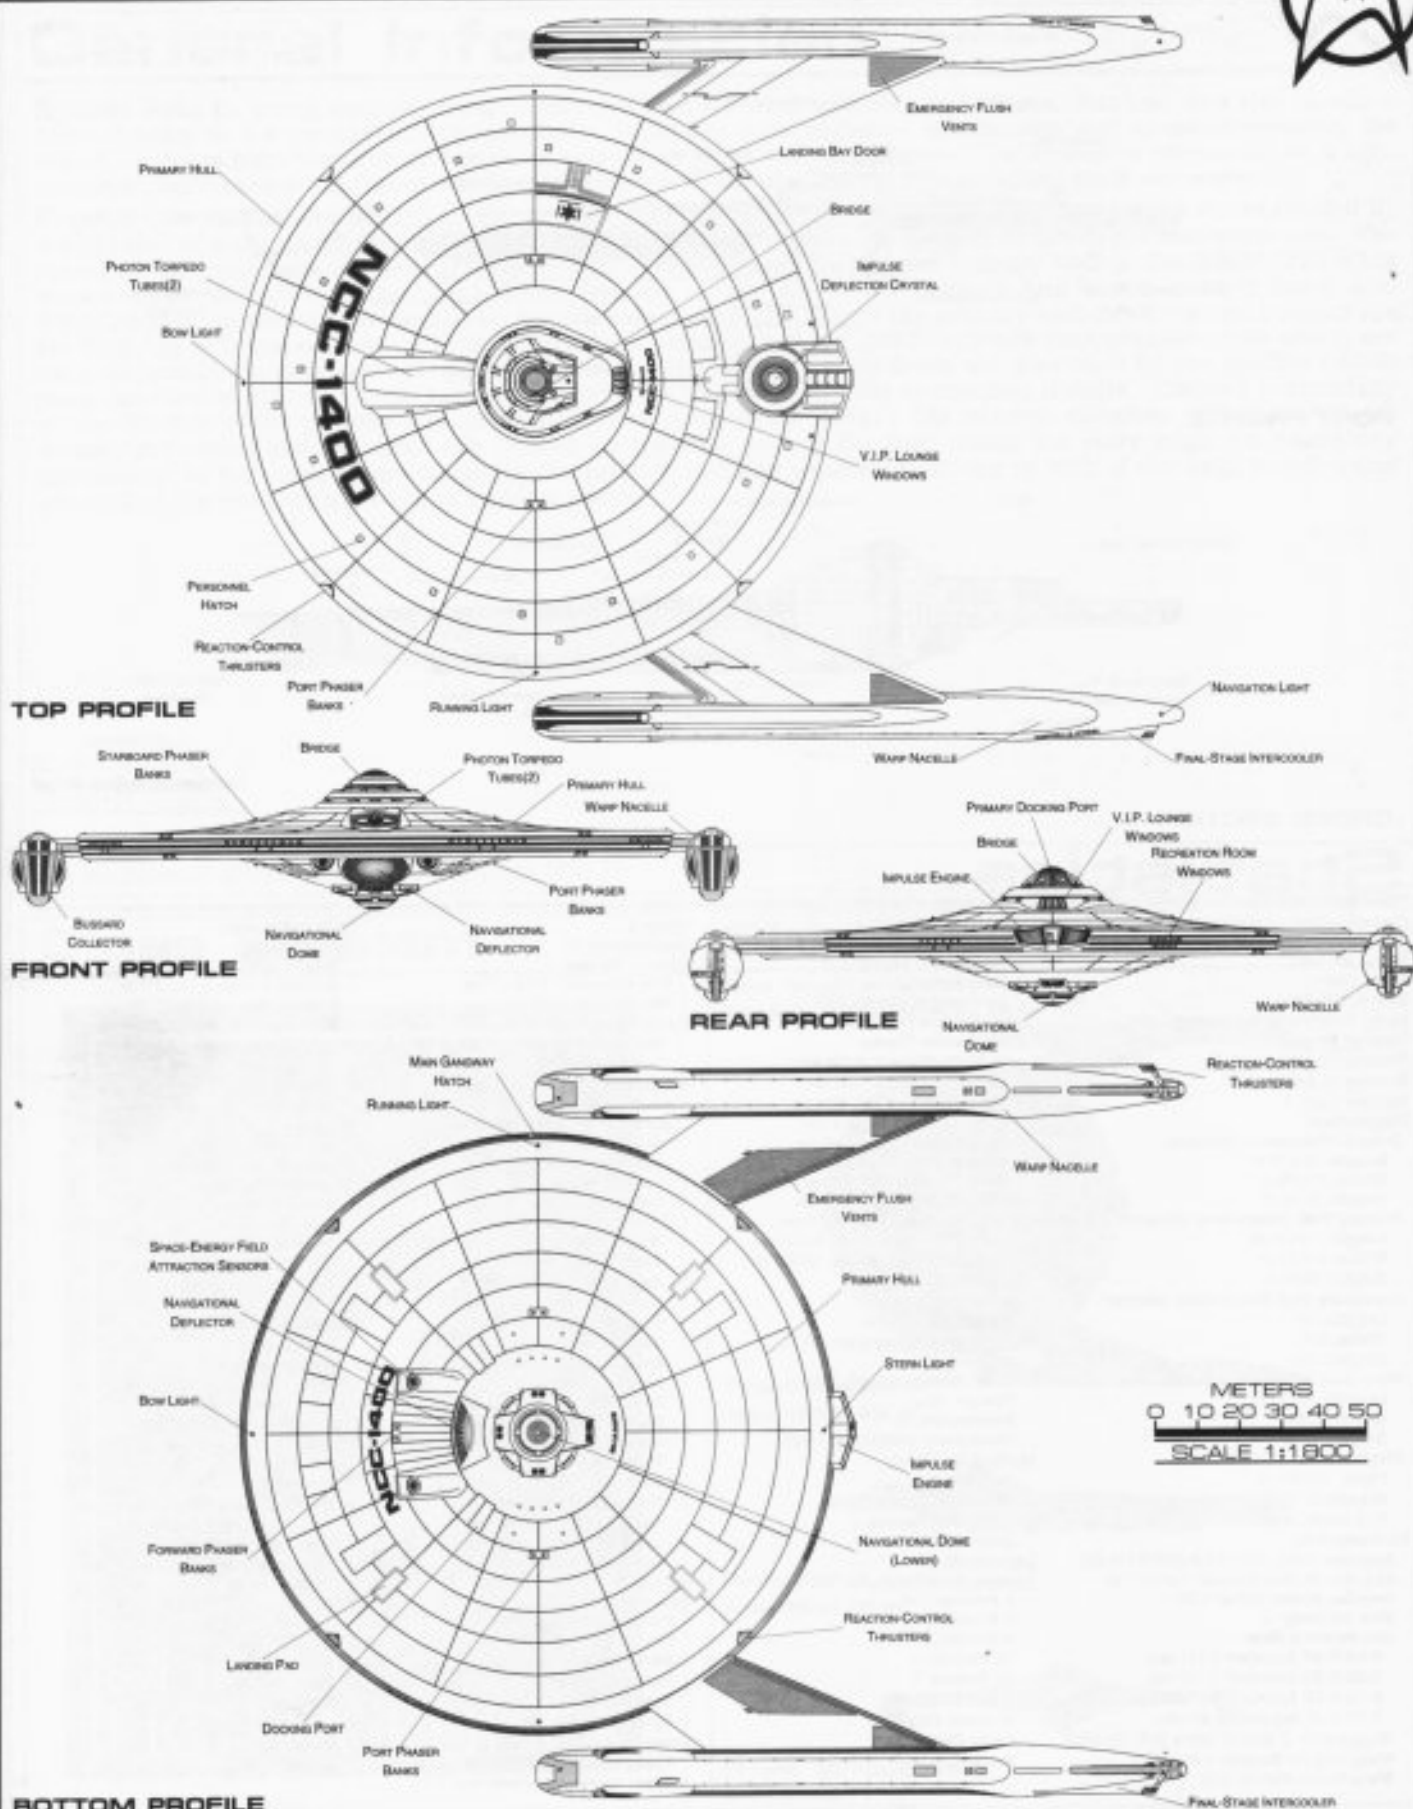 EMERGENCY FLUSH
VENTS
LANDING BAY DOOR
PRIMARY HULL
BRIDGE
PHOTON TORPEDO
TUBES(2)
IMPULSE
DEFLECTION CRYSTAL
BOW LIGHT
NCC-1400
V.I.P. LOUNGE
WINDOWS
PERSONNEL
HATCH
REACTION-CONTROL
THRUSTERS
PORT PHASER
BANKS
RUNNING LIGHT
NAVIGATION LIGHT
TOP PROFILE
WARP NACELLE
FINAL-STAGE INTERCOOLER
STARBOARD PHASER
BANKS
BRIDGE
PHOTON TORPEDO
TUBES(2)
PRIMARY HULL
WARP NACELLE
PORT PHASER
BANKS
BUSSARD
COLLECTOR
NAVIGATIONAL
DOME
NAVIGATIONAL
DEFLECTOR
FRONT PROFILE
PRIMARY DOCKING PORT
V.I.P. LOUNGE
WINDOWS
BRIDGE
RECREATION ROOM
WINDOWS
IMPULSE ENGINE
WARP NACELLE
REAR PROFILE
NAVIGATIONAL
DOME
MAIN GANGWAY
HATCH
RUNNING LIGHT
REACTION-CONTROL
THRUSTERS
WARP NACELLE
EMERGENCY FLUSH
VENTS
SPACE-ENERGY FIELD
ATTRACTION SENSORS
PRIMARY HULL
NAVIGATIONAL
DEFLECTOR
STERN LIGHT
BOW LIGHT
NCC-1400
METERS
0 10 20 30 40 50
SCALE 1:1800
IMPULSE
ENGINE
FORWARD PHASER
BANKS
NAVIGATIONAL DOME
(LOWER)
REACTION-CONTROL
THRUSTERS
LANDING PAD
DOCKING PORT
PORT PHASER
BANKS
BOTTOM PROFILE
FINAL-STAGE INTERCOOLER